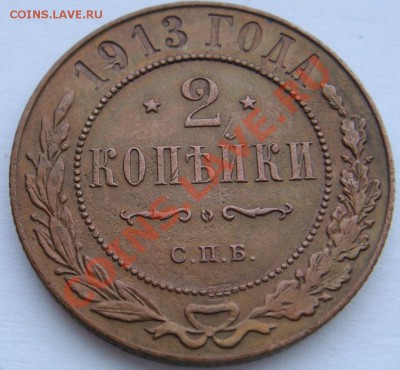 COINS.LAVE.RU
1913 ГОДА
2
КОПѢЙКИ
С.П.Б.
COINS.LAVE.RU